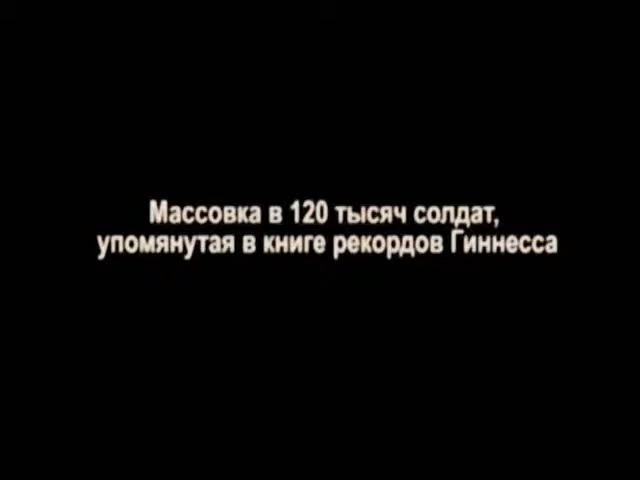 Массовка в 120 тысяч солдат,
упомянутая в книге рекордов Гиннесса